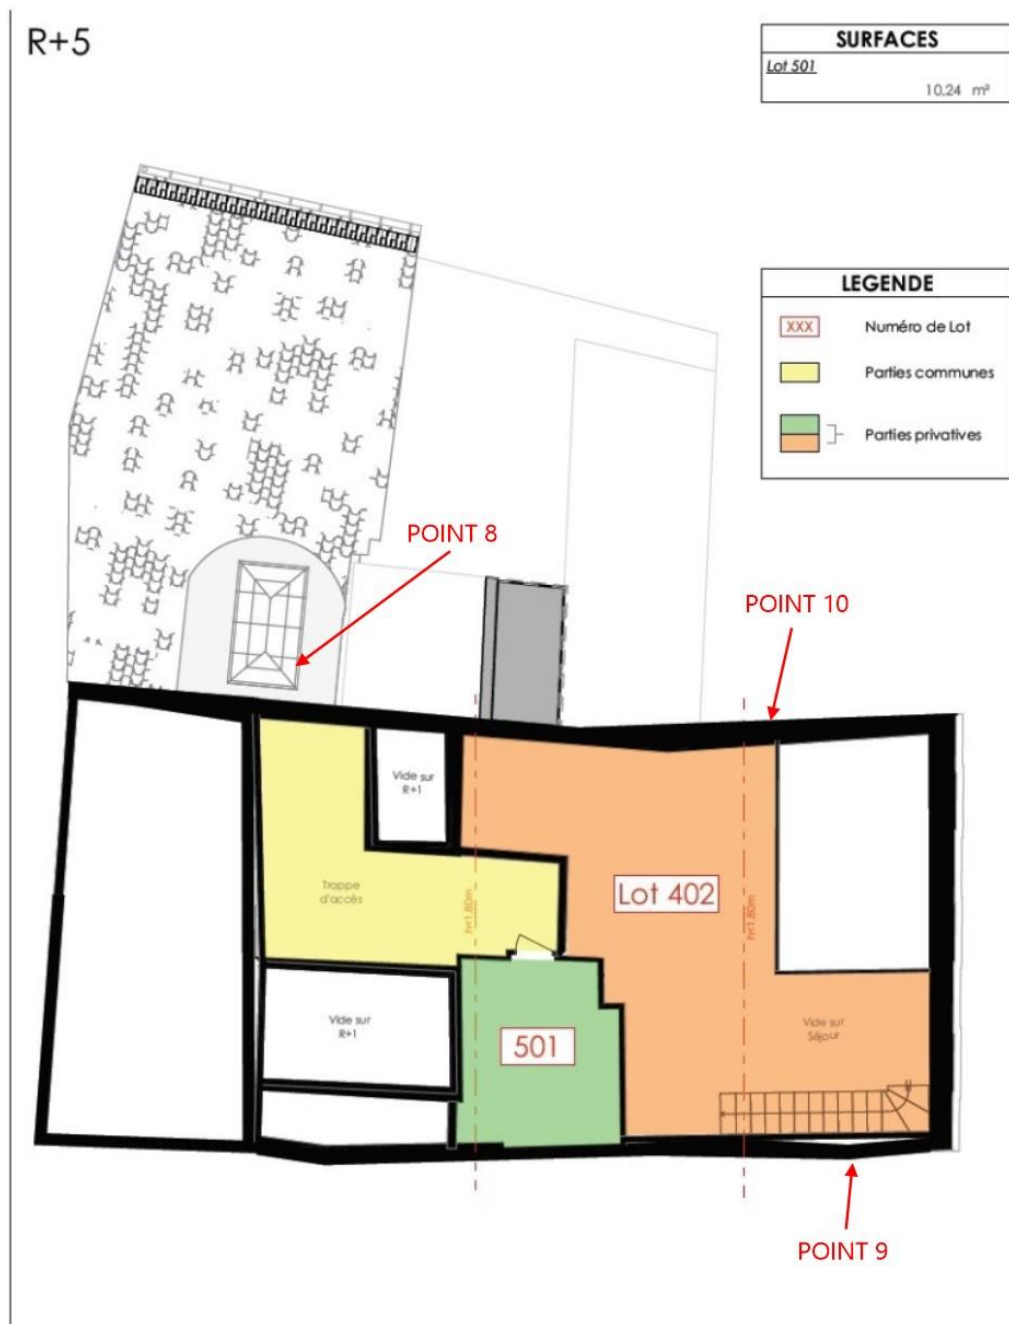 R+5
SURFACES
Lot 501
10,24 m²
LEGENDE
XXX
Numéro de Lot
Parties communes
Parties privatives
POINT 8
POINT 10
Vide sur
R+1
Trappe
d'accès
h<1.80m
Lot 402
h<1.80m
Vide sur
R+1
501
Vide sur
Séjour
POINT 9